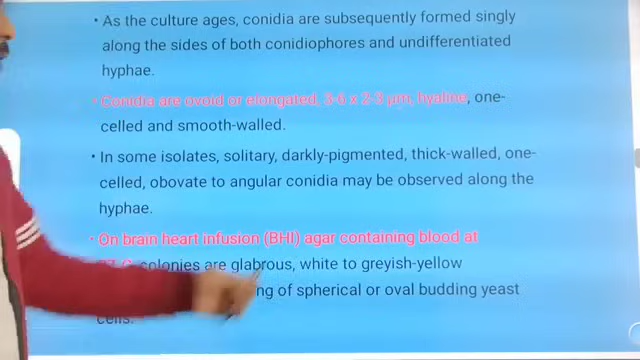 • As the culture ages, conidia are subsequently formed singly
along the sides of both conidiophores and undifferentiated
hyphae.
• Conidia are ovoid or elongated, 3-6 x 2-3 μm, hyaline, one-
celled and smooth-walled.
• In some isolates, solitary, darkly-pigmented, thick-walled, one-
celled, obovate to angular conidia may be observed along the
hyphae.
• On brain heart infusion (BHI) agar containing blood at
colonies are glabrous, white to greyish-yellow
of spherical or oval budding yeast
cells.